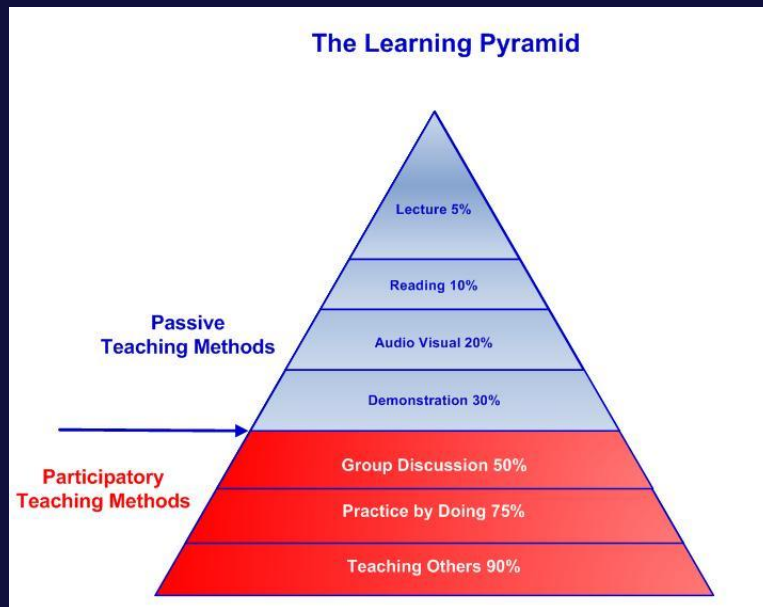 The Learning Pyramid
Lecture 5%
Reading 10%
Passive
Teaching Methods
Audio Visual 20%
Demonstration 30%
Participatory
Teaching Methods
Group Discussion 50%
Practice by Doing 75%
Teaching Others 90%